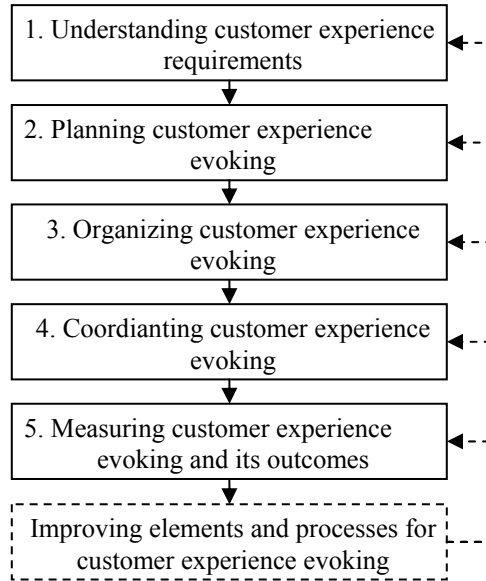 1. Understanding customer experience
requirements
2. Planning customer experience
evoking
3. Organizing customer experience
evoking
4. Coordianting customer experience
evoking
5. Measuring customer experience
evoking and its outcomes
Improving elements and processes for
customer experience evoking